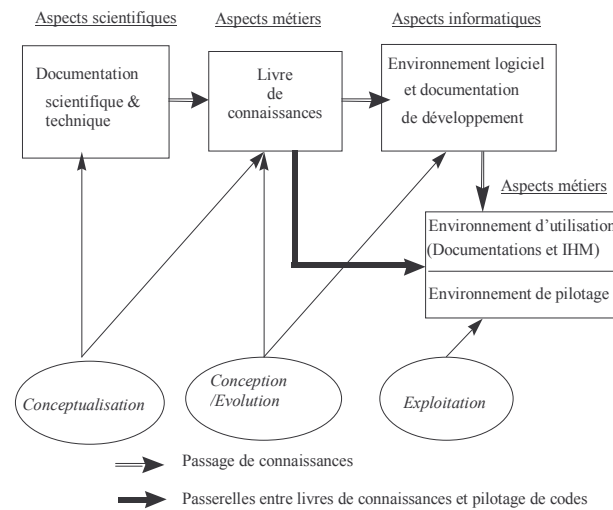 Aspects scientifiques
Aspects métiers
Aspects informatiques
Documentation
scientifique &
technique
Livre
de
connaissances
Environnement logiciel
et documentation
de développement
Aspects métiers
Environnement d'utilisation
(Documentations et IHM)
Environnement de pilotage
Conceptualisation
Conception
/Evolution
Exploitation
Passage de connaissances
Passerelles entre livres de connaissances et pilotage de codes